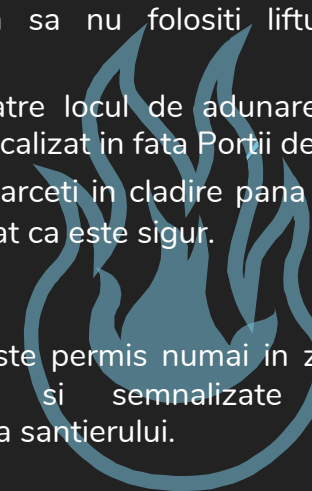 sa nu folositi liftu
atre locul de adunare
calizat in fata Portii de
arceti in cladire pana
at ca este sigur.
ste permis numai in z
si semnalizate
a santierului.